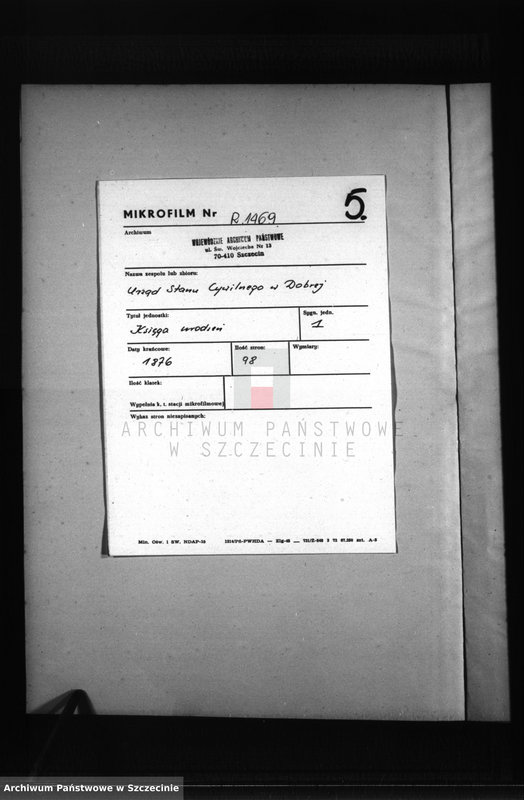 5.
MIKROFILM Nr R.1469
Archiwum
WOJEWÓDZKIE ARCHIWUM PAŃSTWOWE
ul. Św. Wojciecha Nr 13
70-410 Szczecin
Nazwa zespołu lub zbioru:
Urząd Stanu Cywilnego w Dobrej
Tytuł jednostki:
Księga urodzeń
Sygn. jedn.
1
Daty krańcowe:
1876
Ilość stron:
98
Wymiary:
Ilość klatek:
Wypełnia k. t. stacji mikrofilmowej
Wykaz stron niezapisanych:
ARCHIWUM PAŃSTWOWE
W SZCZECINIE
Archiwum Państwowe w Szczecinie